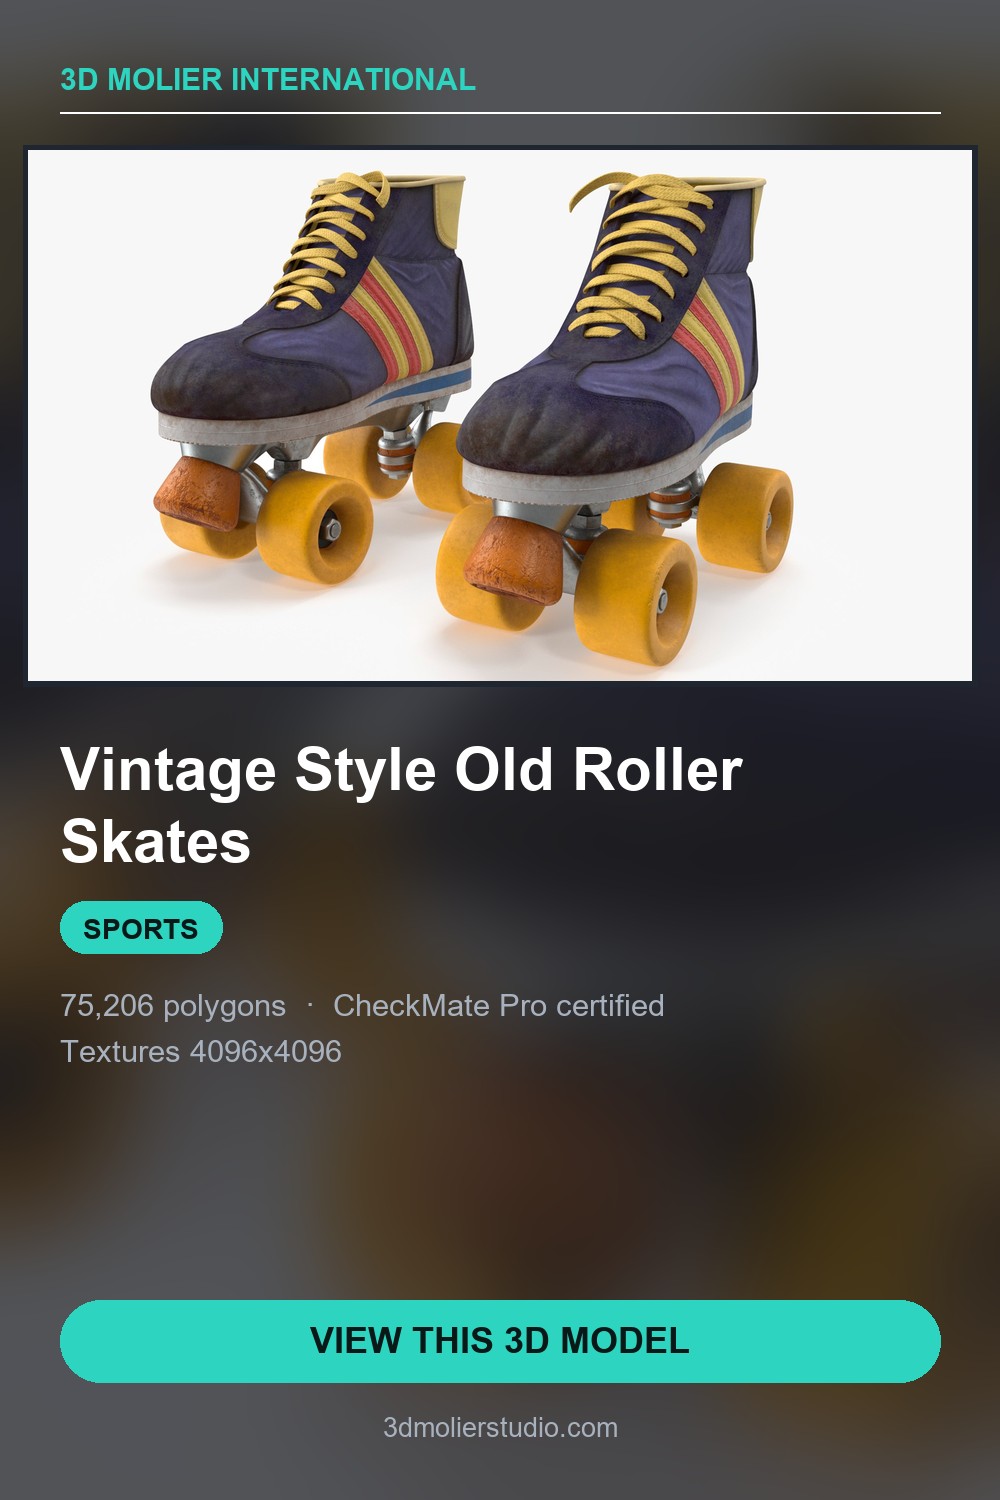 3D MOLIER INTERNATIONAL
Vintage Style Old Roller
Skates
SPORTS
75,206 polygons · CheckMate Pro certified
Textures 4096x4096
VIEW THIS 3D MODEL
3dmolierstudio.com